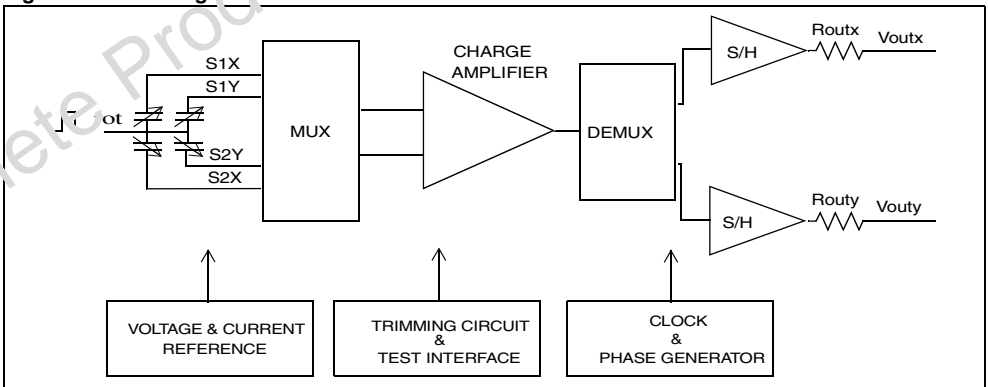 S1X
S1Y
S2Y
S2X
MUX
CHARGE
AMPLIFIER
DEMUX
S/H
Routx
Voutx
S/H
Routy
Vouty
VOLTAGE & CURRENT
REFERENCE
TRIMMING CIRCUIT
&
TEST INTERFACE
CLOCK
&
PHASE GENERATOR